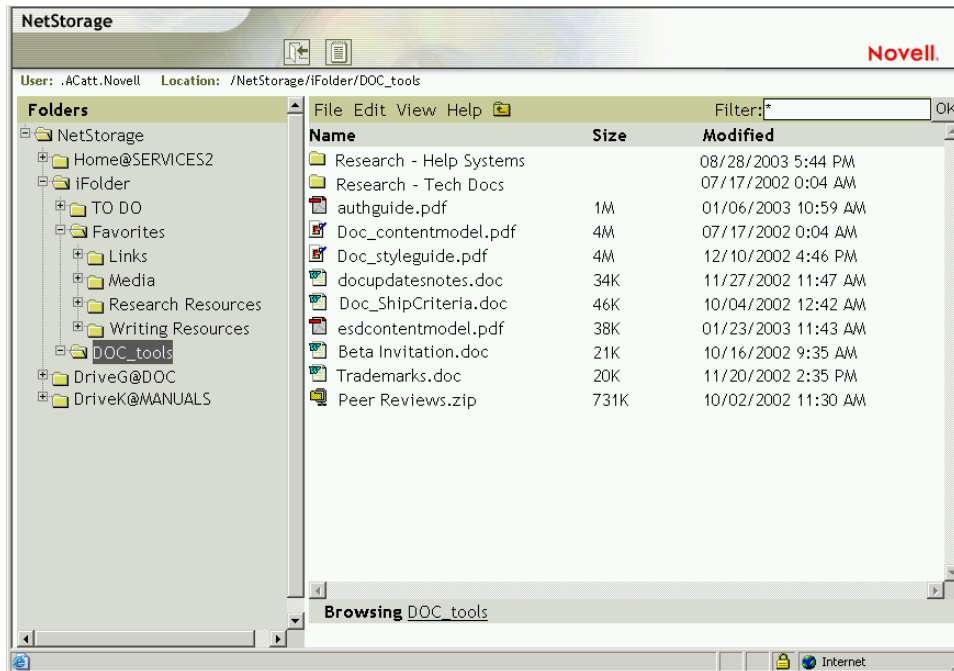 NetStorage
Novell.
User: .ACatt.Novell Location: /NetStorage/iFolder/DOC_tools
Folders
NetStorage
Home@SERVICES2
iFolder
TO DO
Favorites
Links
Media
Research Resources
Writing Resources
DOC_tools
DriveG@DOC
DriveK@MANUALS
File Edit View Help Filter: * OK
Name Size Modified
Research - Help Systems 08/28/2003 5:44 PM
Research - Tech Docs 07/17/2002 0:04 AM
authguide.pdf 1M 01/06/2003 10:59 AM
Doc_contentmodel.pdf 4M 07/17/2002 0:04 AM
Doc_styleguide.pdf 4M 12/10/2002 4:46 PM
docupdatesnotes.doc 34K 11/27/2002 11:47 AM
Doc_ShipCriteria.doc 46K 10/04/2002 12:42 AM
esdcontentmodel.pdf 38K 01/23/2003 11:43 AM
Beta Invitation.doc 21K 10/16/2002 9:35 AM
Trademarks.doc 20K 11/20/2002 2:35 PM
Peer Reviews.zip 731K 10/02/2002 11:30 AM
Browsing DOC_tools
Internet